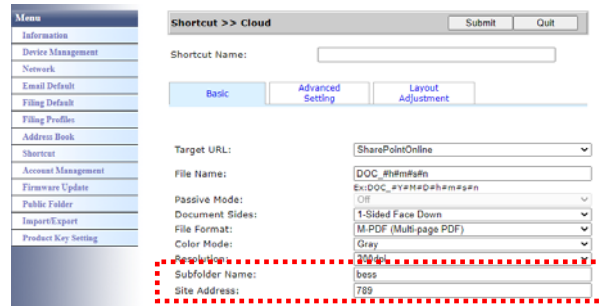 Menu
Information
Device Management
Network
Email Default
Filing Default
Filing Profiles
Address Book
Shortcut
Account Management
Firmware Update
Public Folder
Import/Export
Product Key Setting
Shortcut >> Cloud Submit Quit
Shortcut Name:
Basic Advanced Setting Layout Adjustment
Target URL: SharePointOnline
File Name: DOC_#h#m#s#n
Ex:DOC_#Y#M#D#h#m#s#n
Passive Mode: Off
Document Sides: 1-Sided Face Down
File Format: M-PDF (Multi-page PDF)
Color Mode: Gray
Resolution: 200dpi
Subfolder Name: bess
Site Address: 789